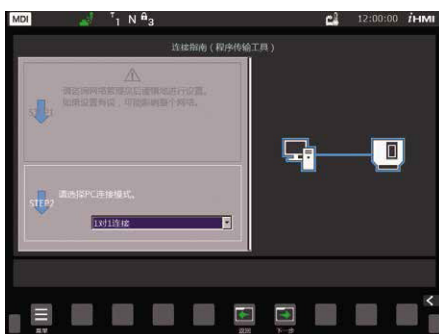 MDI
T 1 N 3
12:00:00 iHMI
连接指南（程序传输工具）
请咨询网络管理员后谨慎地进行设置。
如果设置有误，可能影响整个网络。
STEP1
请选择PC连接模式。
STEP2
1对1连接
菜单 返回 下一步